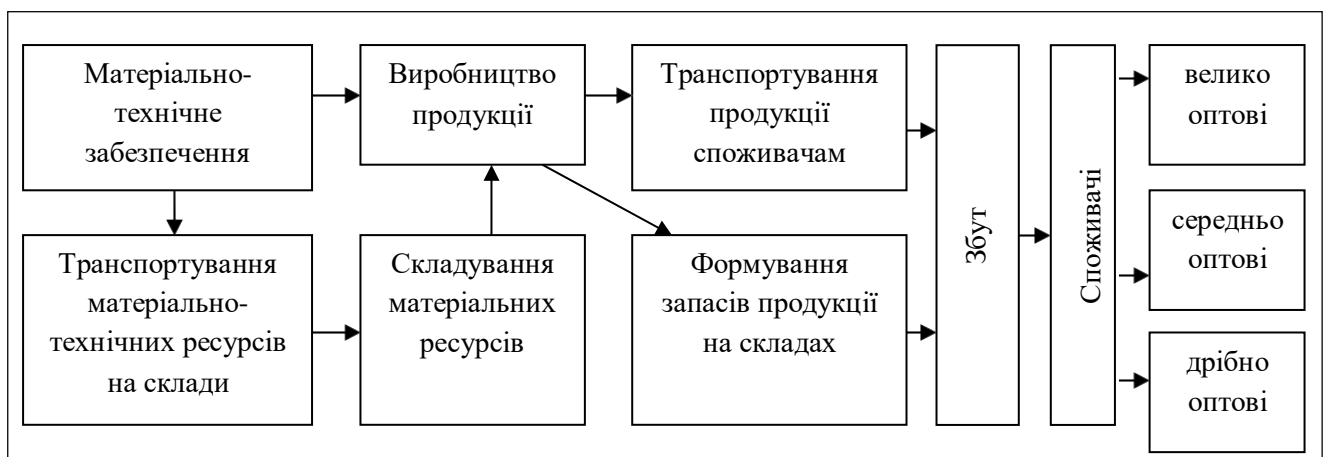 Матеріально-
технічне
забезпечення
Виробництво
продукції
Транспортування
продукції
споживачам
Збут
Споживачі
велико
оптові
середньо
оптові
дрібно
оптові
Транспортування
матеріально-
технічних ресурсів
на склади
Складування
матеріальних
ресурсів
Формування
запасів продукції
на складах